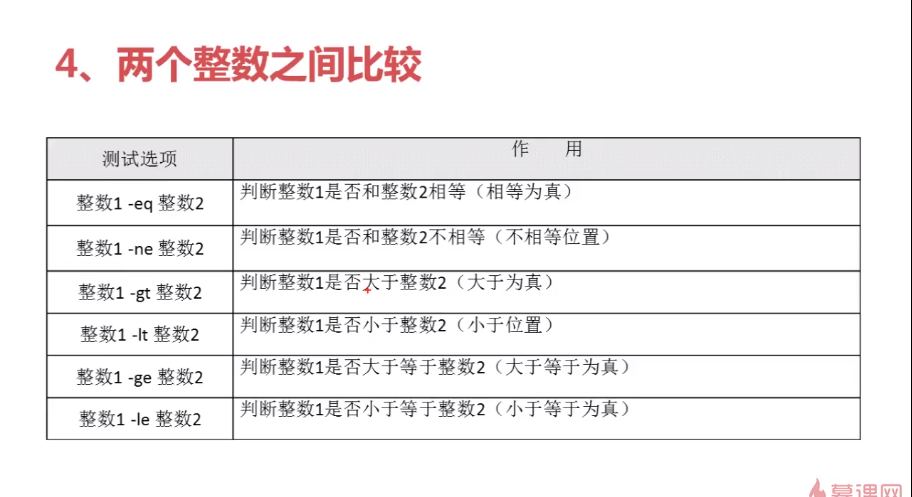 4、两个整数之间比较
测试选项 作 用
整数1 -eq 整数2 判断整数1是否和整数2相等（相等为真）
整数1 -ne 整数2 判断整数1是否和整数2不相等（不相等位置）
整数1 -gt 整数2 判断整数1是否大于整数2（大于为真）
整数1 -lt 整数2 判断整数1是否小于整数2（小于位置）
整数1 -ge 整数2 判断整数1是否大于等于整数2（大于等于为真）
整数1 -le 整数2 判断整数1是否小于等于整数2（小于等于为真）
慕课网